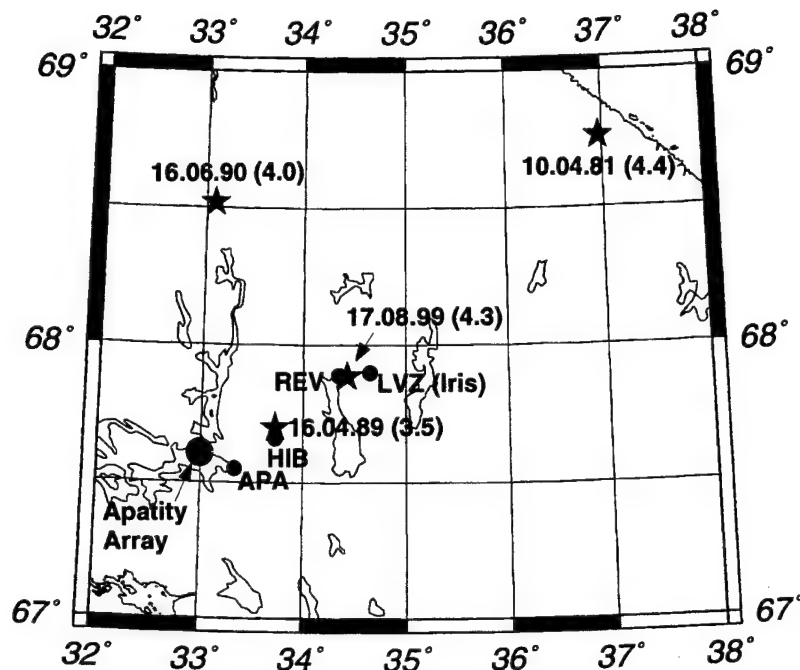 32° 33° 34° 35° 36° 37° 38°
69° 69°
16.06.90 (4.0)
10.04.81 (4.4)
17.08.99 (4.3)
68° 68°
REV LVZ (Iris)
16.04.89 (3.5)
HIB
APA
Apatity
Array
67° 67°
32° 33° 34° 35° 36° 37° 38°